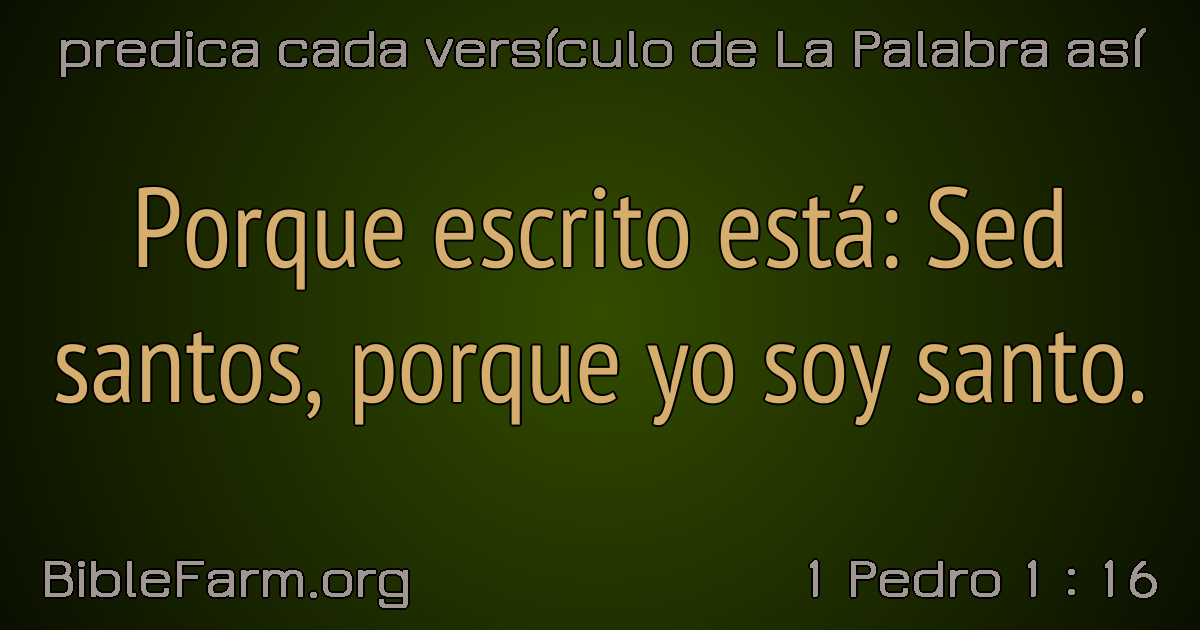 predica cada versículo de La Palabra así
Porque escrito está: Sed
santos, porque yo soy santo.
BibleFarm.org
1 Pedro 1 : 16